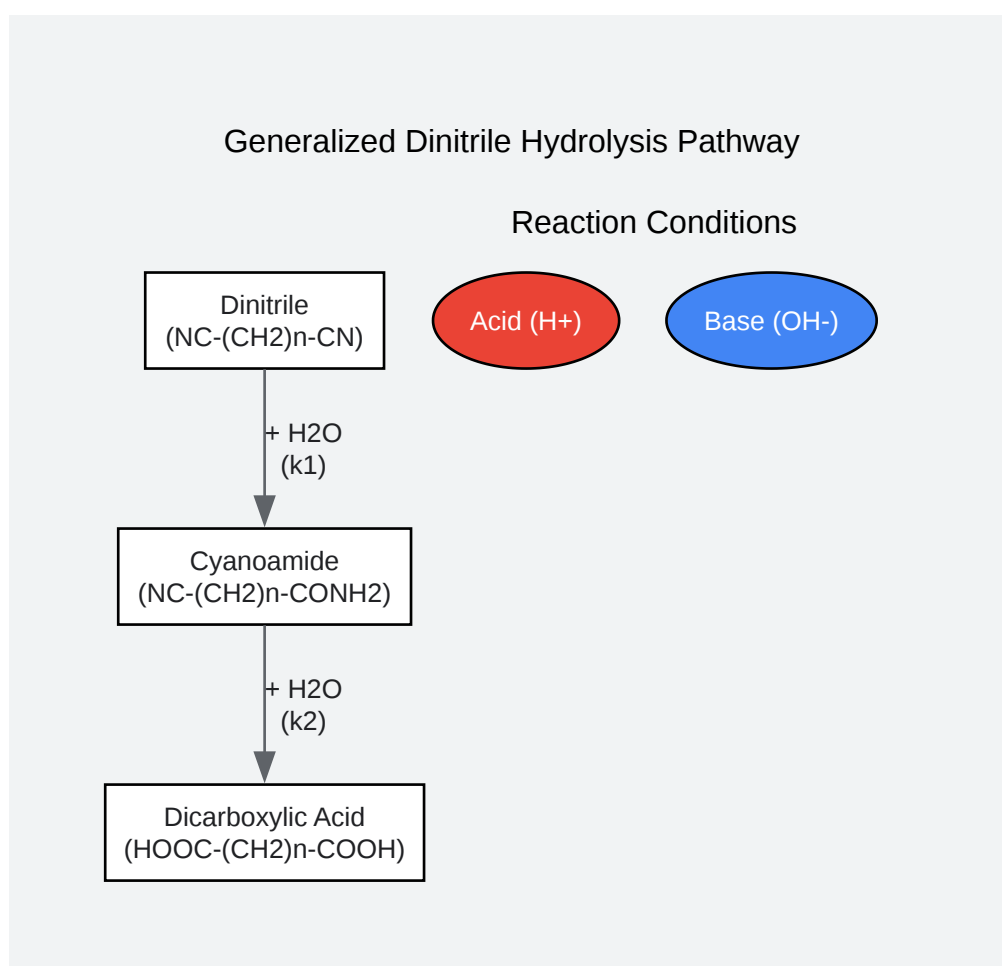 Generalized Dinitrile Hydrolysis Pathway
Reaction Conditions
Dinitrile
(NC-(CH2)n-CN)
Acid (H+)
Base (OH-)
+ H2O
(k1)
Cyanoamide
(NC-(CH2)n-CONH2)
+ H2O
(k2)
Dicarboxylic Acid
(HOOC-(CH2)n-COOH)